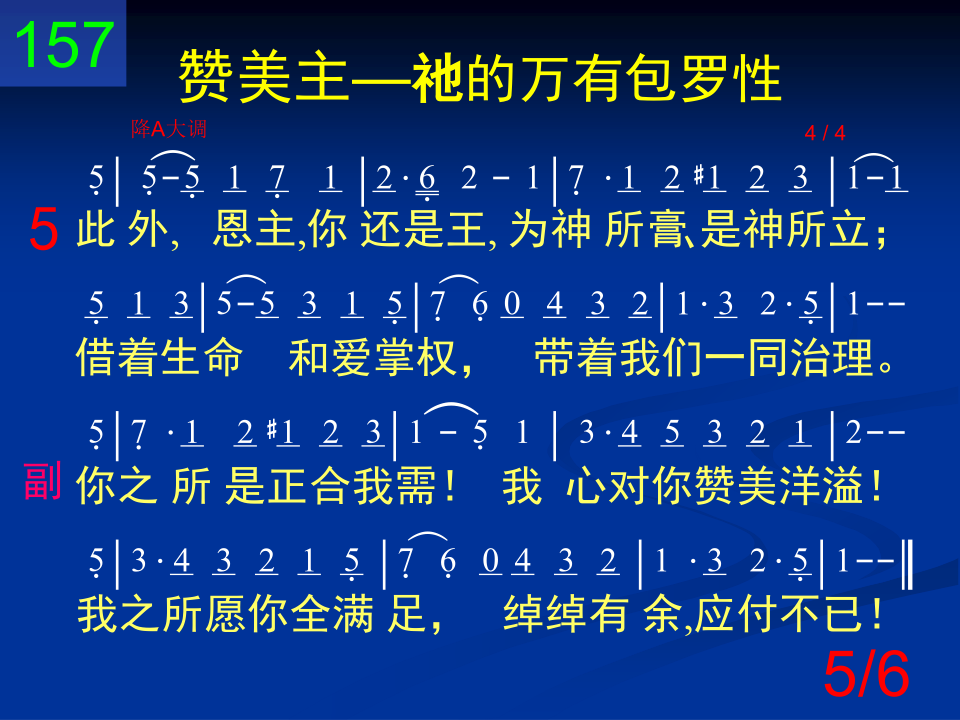 157
赞美主—祂的万有包罗性
降A大调 4 / 4
5| 5-5 1 7 1 |2·6 2 - 1|7 ·1 2 #1 2 3 |1-1
5 此 外, 恩主,你 还是王, 为神 所膏、是神所立；
5 1 3|5-5 3 1 5|7 6 0 4 3 2|1·3 2·5|1--
借着生命 和爱掌权， 带着我们一同治理。
5|7 ·1 2 #1 2 3|1 - 5 1 | 3·4 5 3 2 1 |2--
副 你之 所 是正合我需！ 我 心对你赞美洋溢！
5|3·4 3 2 1 5 |7 6 0 4 3 2 |1 ·3 2·5|1--‖
我之所愿你全满 足， 绰绰有 余,应付不已！
5/6